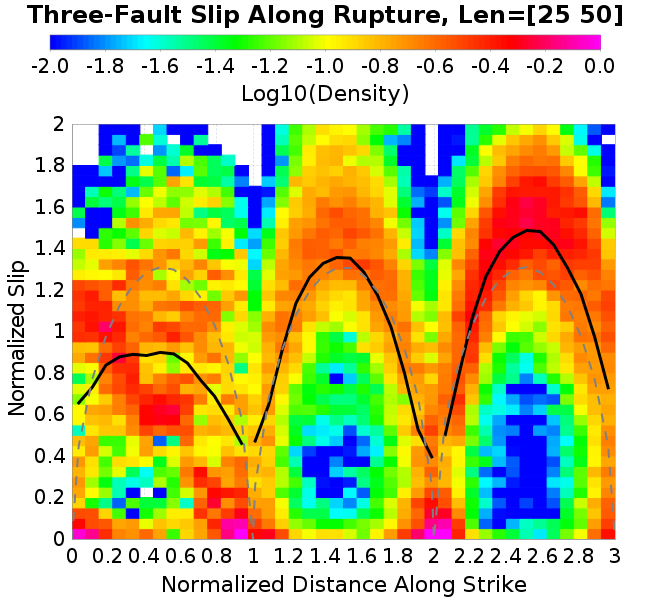 Three-Fault Slip Along Rupture, Len=[25 50]
-2.0 -1.8 -1.6 -1.4 -1.2 -1.0 -0.8 -0.6 -0.4 -0.2 0.0
Log10(Density)
2
1.8
1.6
1.4
1.2
1
0.8
0.6
0.4
0.2
0
Normalized Slip
0 0.2 0.4 0.6 0.8 1 1.2 1.4 1.6 1.8 2 2.2 2.4 2.6 2.8 3
Normalized Distance Along Strike